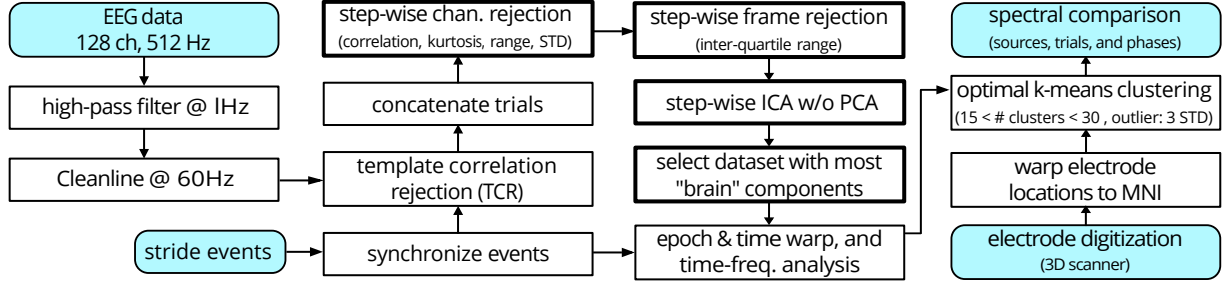 EEG data
128 ch, 512 Hz
high-pass filter @ 1Hz
Cleanline @ 60Hz
stride events
step-wise chan. rejection
(correlation, kurtosis, range, STD)
concatenate trials
template correlation
rejection (TCR)
synchronize events
step-wise frame rejection
(inter-quartile range)
step-wise ICA w/o PCA
select dataset with most
"brain" components
epoch & time warp, and
time-freq. analysis
spectral comparison
(sources, trials, and phases)
optimal k-means clustering
(15 < # clusters < 30 , outlier: 3 STD)
warp electrode
locations to MNI
electrode digitization
(3D scanner)